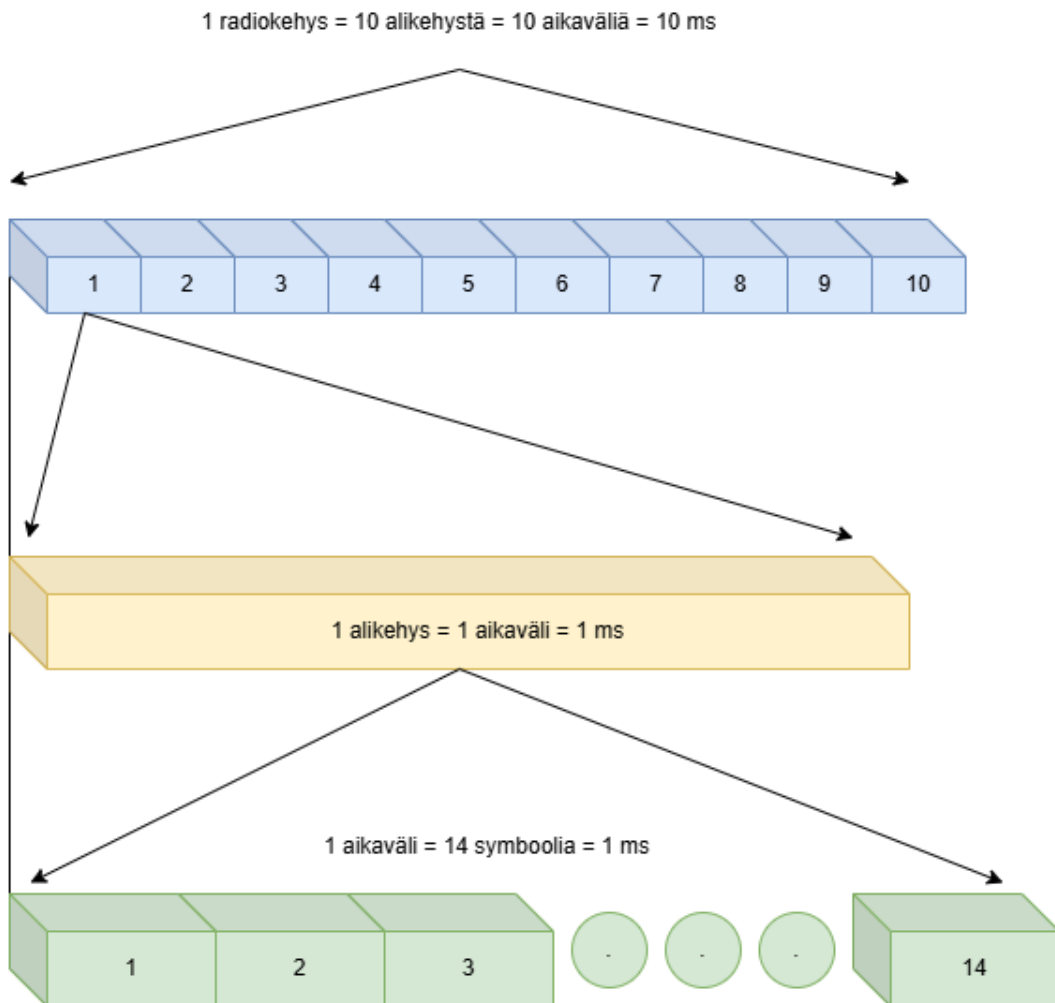 1 radiokehys = 10 alikehystä = 10 aikaväliä = 10 ms
1 2 3 4 5 6 7 8 9 10
1 alikehys = 1 aikaväli = 1 ms
1 aikaväli = 14 symboolia = 1 ms
1 2 3 . . . 14